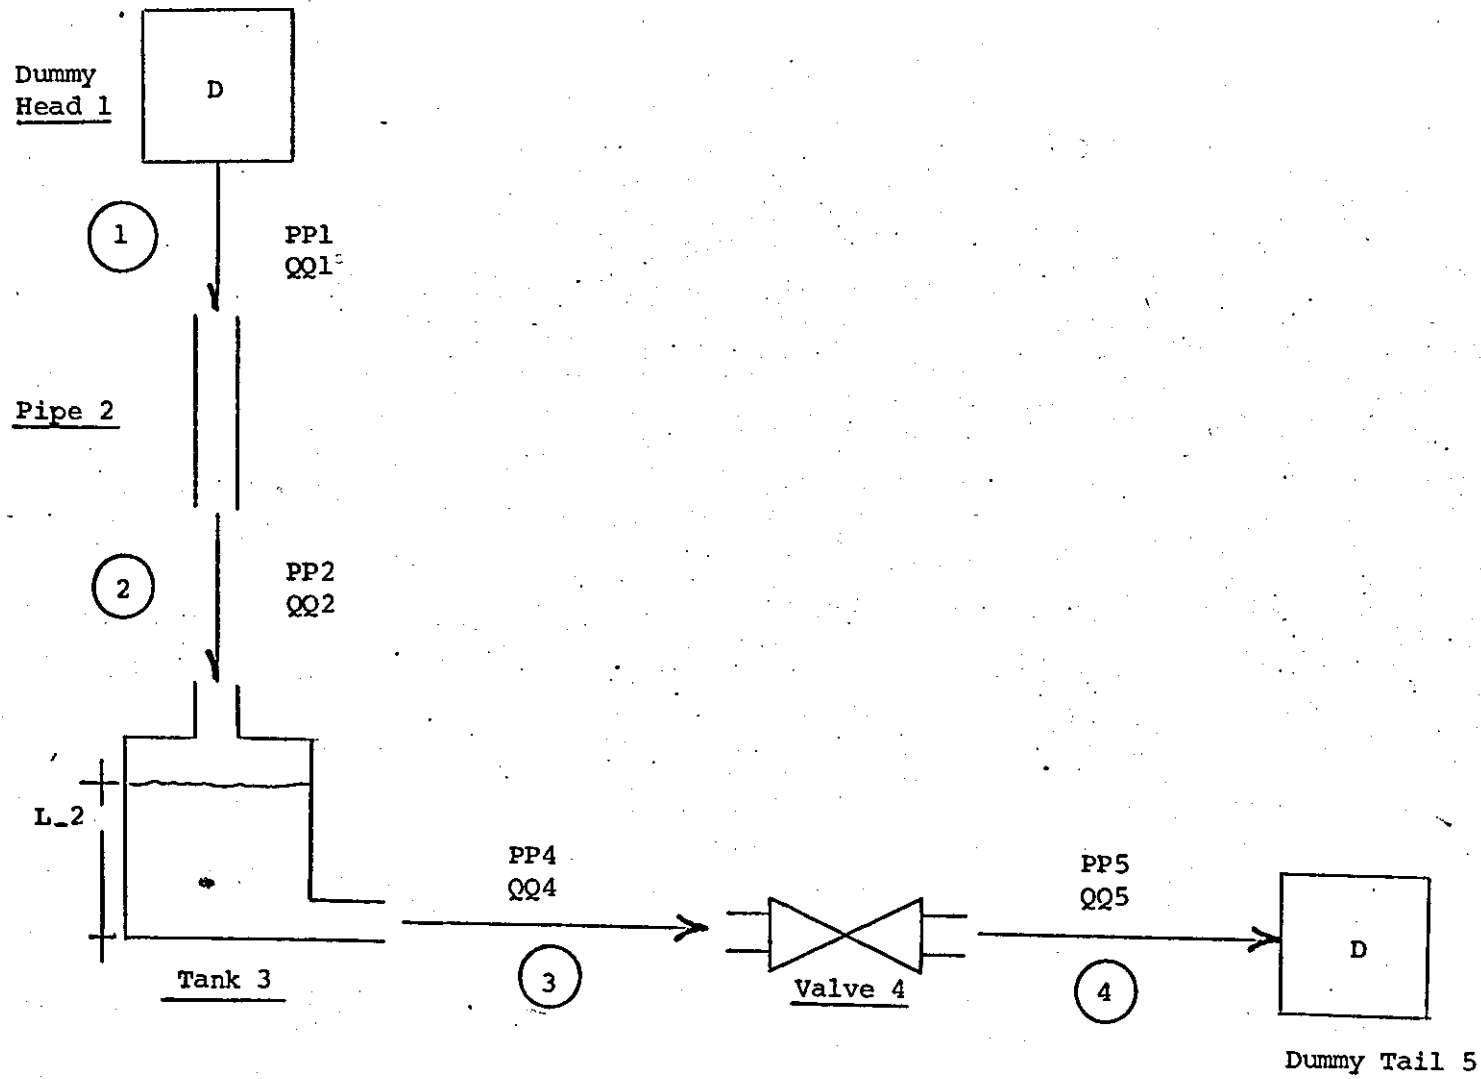 Dummy
Head 1
D
1
PP1
QQ1
Pipe 2
2
PP2
QQ2
L_2
Tank 3
PP4
QQ4
3
Valve 4
PP5
QQ5
4
D
Dummy Tail 5